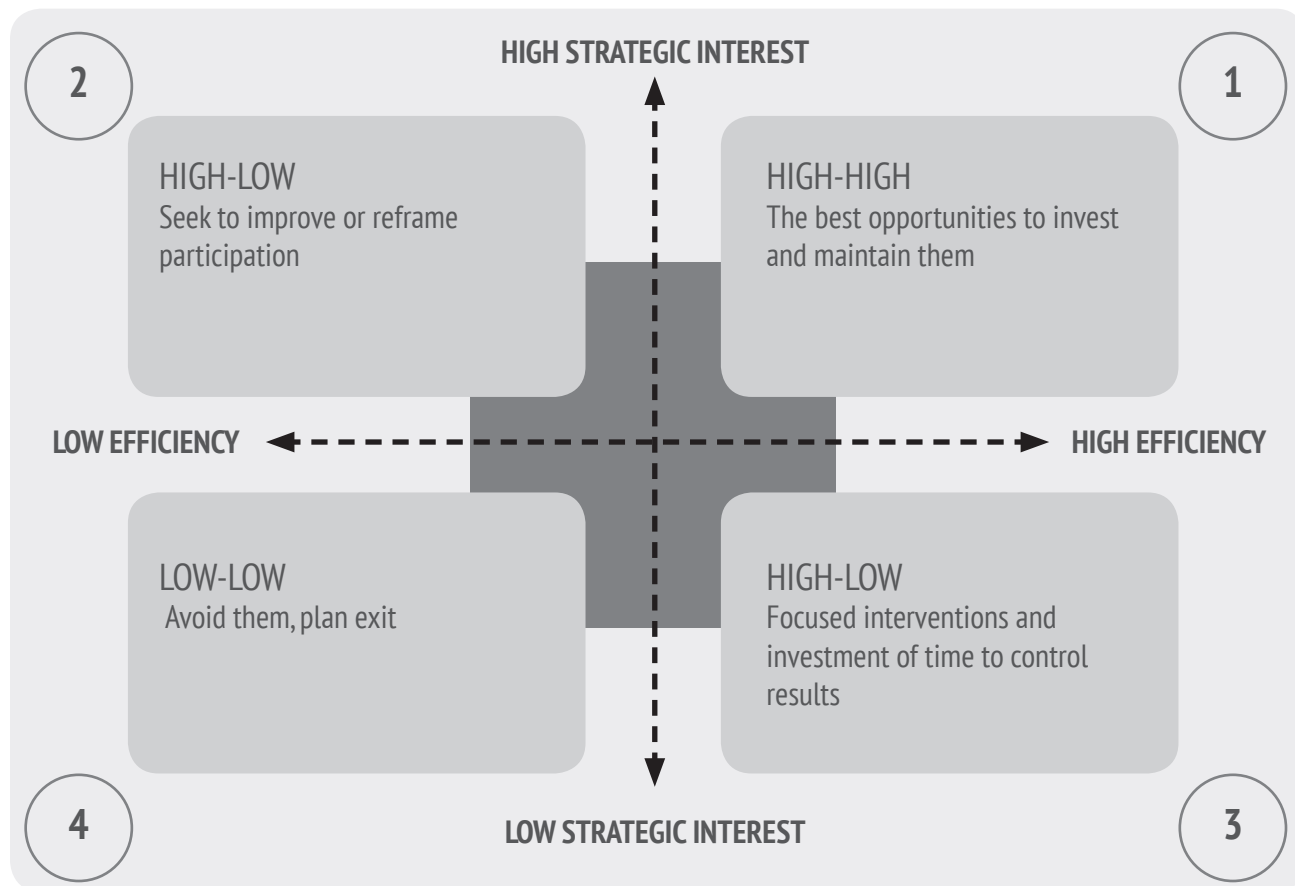 HIGH STRATEGIC INTEREST
2
1
HIGH-LOW
Seek to improve or reframe
participation
HIGH-HIGH
The best opportunities to invest
and maintain them
LOW EFFICIENCY
HIGH EFFICIENCY
LOW-LOW
Avoid them, plan exit
HIGH-LOW
Focused interventions and
investment of time to control
results
4
LOW STRATEGIC INTEREST
3